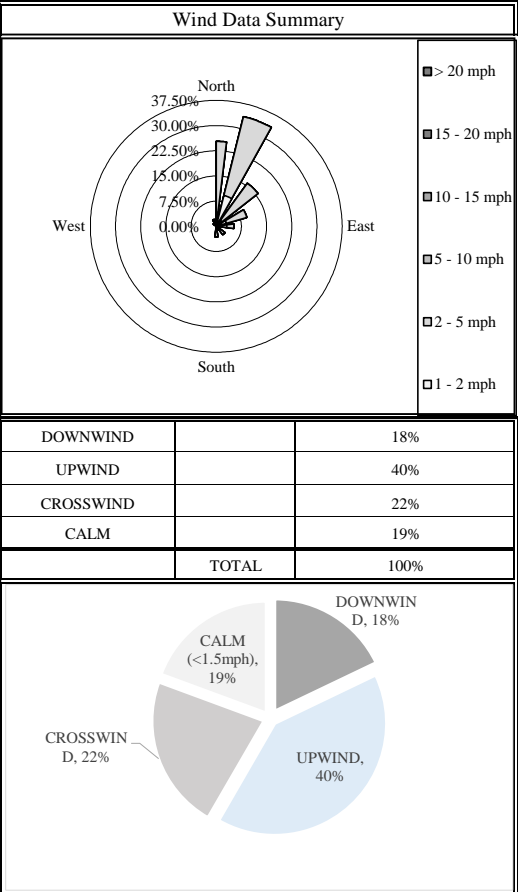 Wind Data Summary
North
37.50%
30.00%
22.50%
15.00%
7.50%
0.00%
West
East
South
> 20 mph
15 - 20 mph
10 - 15 mph
5 - 10 mph
2 - 5 mph
1 - 2 mph
DOWNWIND 18%
UPWIND 40%
CROSSWIND 22%
CALM 19%
TOTAL 100%
DOWNWIN
D, 18%
CALM
(<1.5mph),
19%
CROSSWIN
D, 22%
UPWIND,
40%